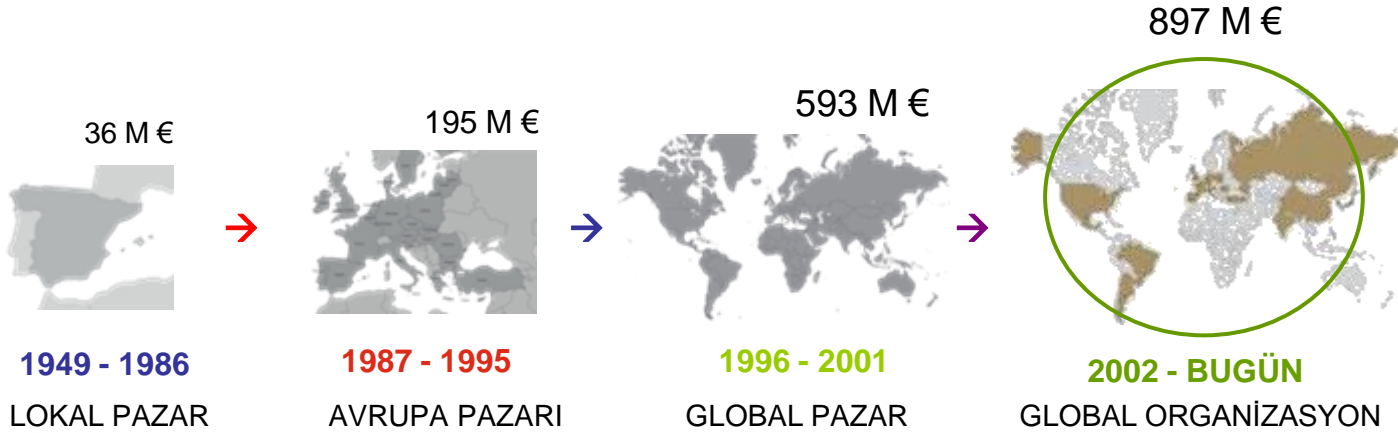 36 M €
195 M €
593 M €
897 M €
1949 - 1986
1987 - 1995
1996 - 2001
2002 - BUGÜN
LOKAL PAZAR
AVRUPA PAZARI
GLOBAL PAZAR
GLOBAL ORGANİZASYON